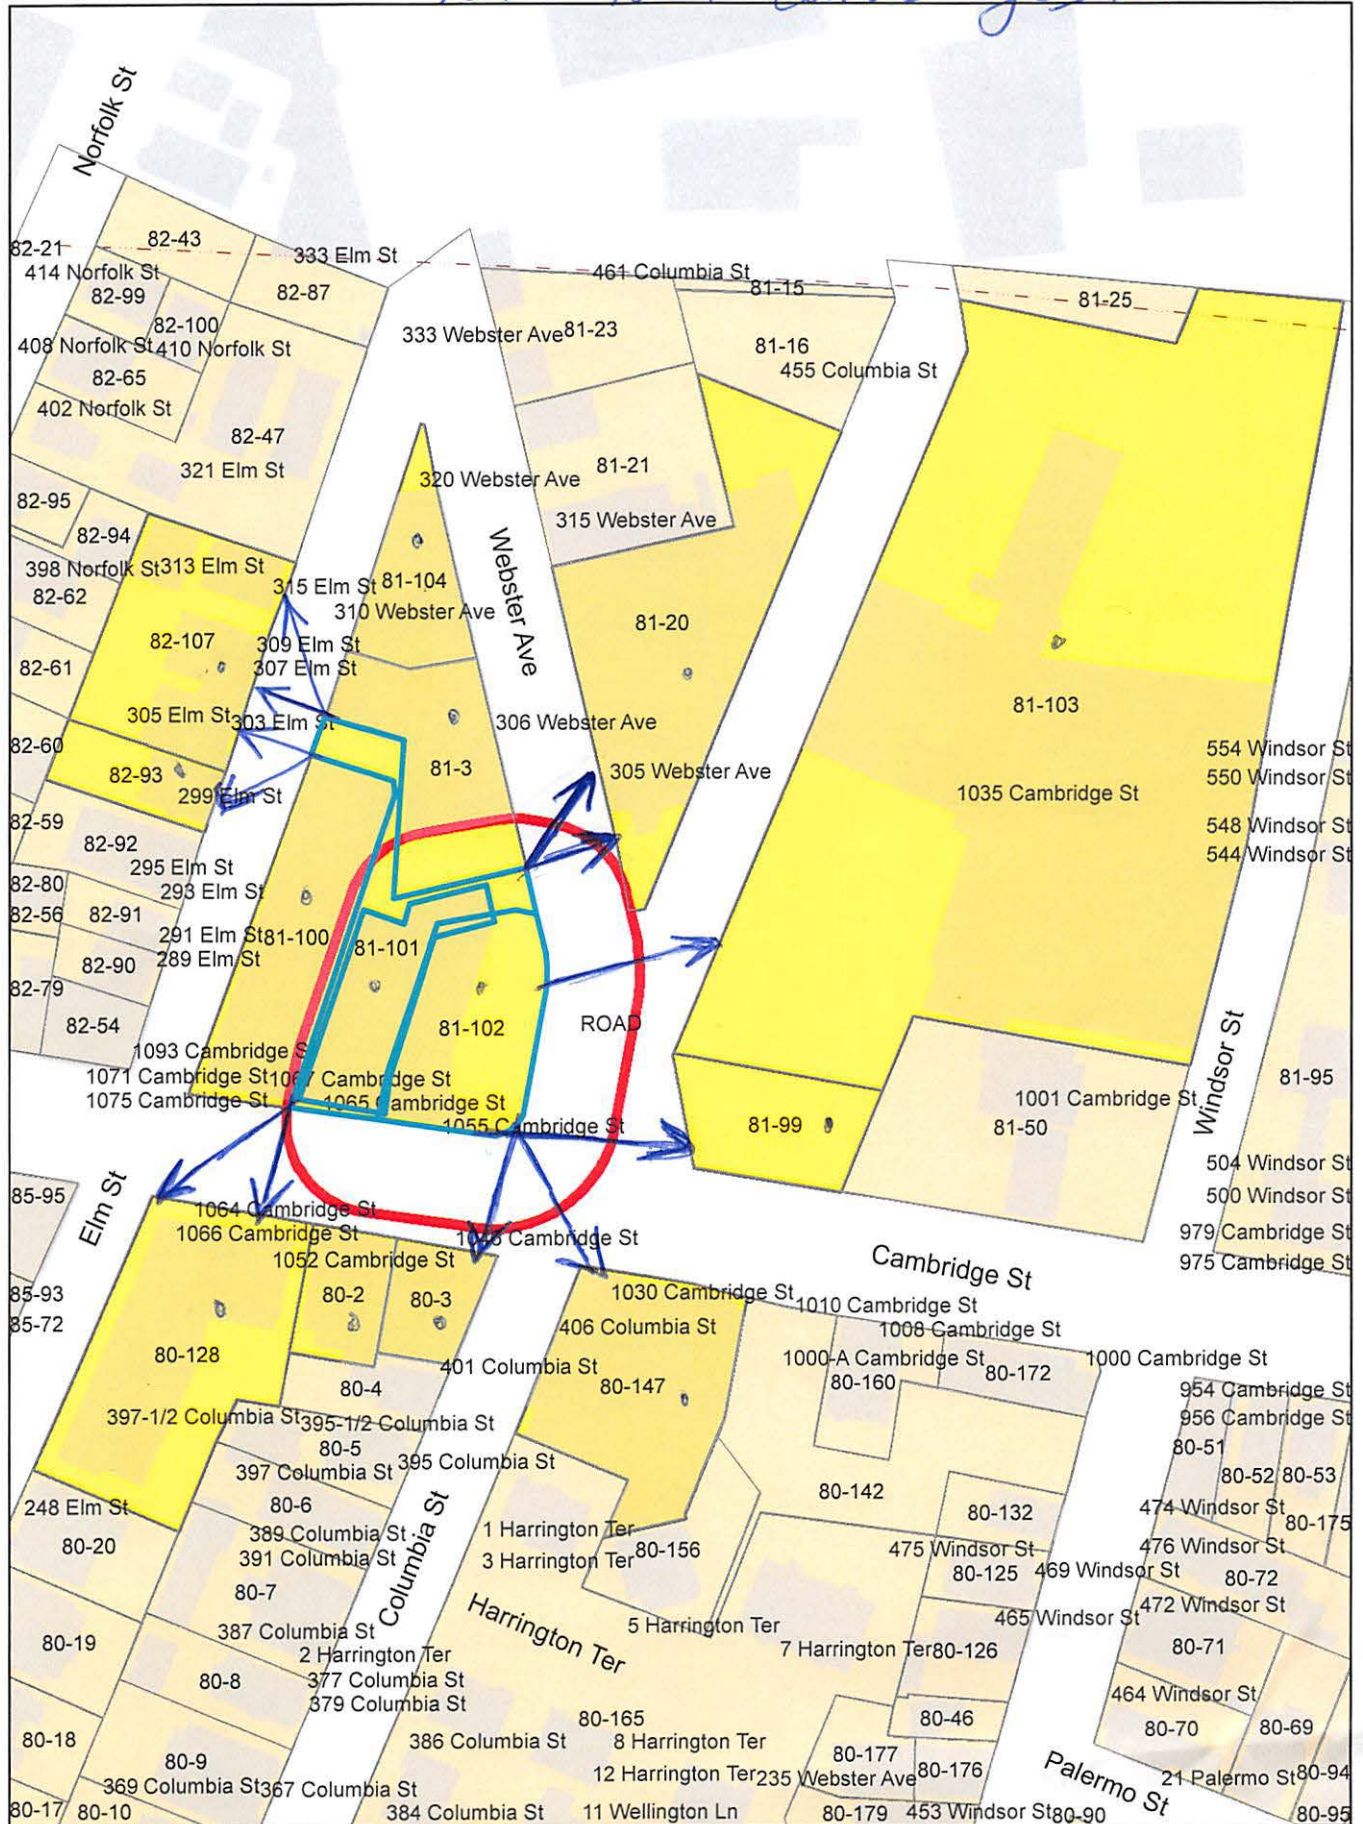 Norfolk St
82-43
82-21
333 Elm St
414 Norfolk St
461 Columbia St
82-99
82-87
81-15
81-25
82-100
333 Webster Ave
81-23
408 Norfolk St
410 Norfolk St
81-16
82-65
455 Columbia St
402 Norfolk St
82-47
321 Elm St
81-21
320 Webster Ave
82-95
315 Webster Ave
82-94
Webster Ave
398 Norfolk St
313 Elm St
315 Elm St
81-104
82-62
310 Webster Ave
81-20
82-107
309 Elm St
82-61
307 Elm St
81-103
305 Elm St
303 Elm St
306 Webster Ave
82-60
554 Windsor St
82-93
81-3
305 Webster Ave
550 Windsor St
299 Elm St
1035 Cambridge St
82-59
548 Windsor St
82-92
544 Windsor St
295 Elm St
82-80
293 Elm St
82-56
82-91
291 Elm St
81-100
81-101
289 Elm St
82-90
82-79
82-54
81-102
ROAD
1093 Cambridge S
Windsor St
1071 Cambridge St
1067 Cambridge St
81-95
1075 Cambridge St
1065 Cambridge St
1001 Cambridge St
1055 Cambridge St
81-99
81-50
504 Windsor St
85-95
Elm St
500 Windsor St
1064 Cambridge St
1066 Cambridge St
979 Cambridge St
Cambridge St
1052 Cambridge St
975 Cambridge St
85-93
80-2
80-3
1030 Cambridge St
1010 Cambridge St
85-72
406 Columbia St
1008 Cambridge St
80-128
401 Columbia St
1000-A Cambridge St
80-172
1000 Cambridge St
80-4
80-147
80-160
954 Cambridge St
397-1/2 Columbia St
395-1/2 Columbia St
956 Cambridge St
80-5
80-51
397 Columbia St
395 Columbia St
80-52
80-53
80-142
248 Elm St
80-6
474 Windsor St
80-132
80-175
389 Columbia St
1 Harrington Ter
80-20
391 Columbia St
3 Harrington Ter
80-156
475 Windsor St
476 Windsor St
80-125
469 Windsor St
80-72
80-7
Columbia St
472 Windsor St
387 Columbia St
Harrington Ter
5 Harrington Ter
465 Windsor St
80-19
2 Harrington Ter
7 Harrington Ter
80-126
80-71
80-8
377 Columbia St
464 Windsor St
379 Columbia St
80-165
80-46
80-70
80-69
80-18
386 Columbia St
8 Harrington Ter
80-177
80-9
12 Harrington Ter
235 Webster Ave
80-176
Palermo St
21 Palermo St
80-94
369 Columbia St
367 Columbia St
80-17
80-10
384 Columbia St
11 Wellington Ln
80-179
453 Windsor St
80-90
80-95